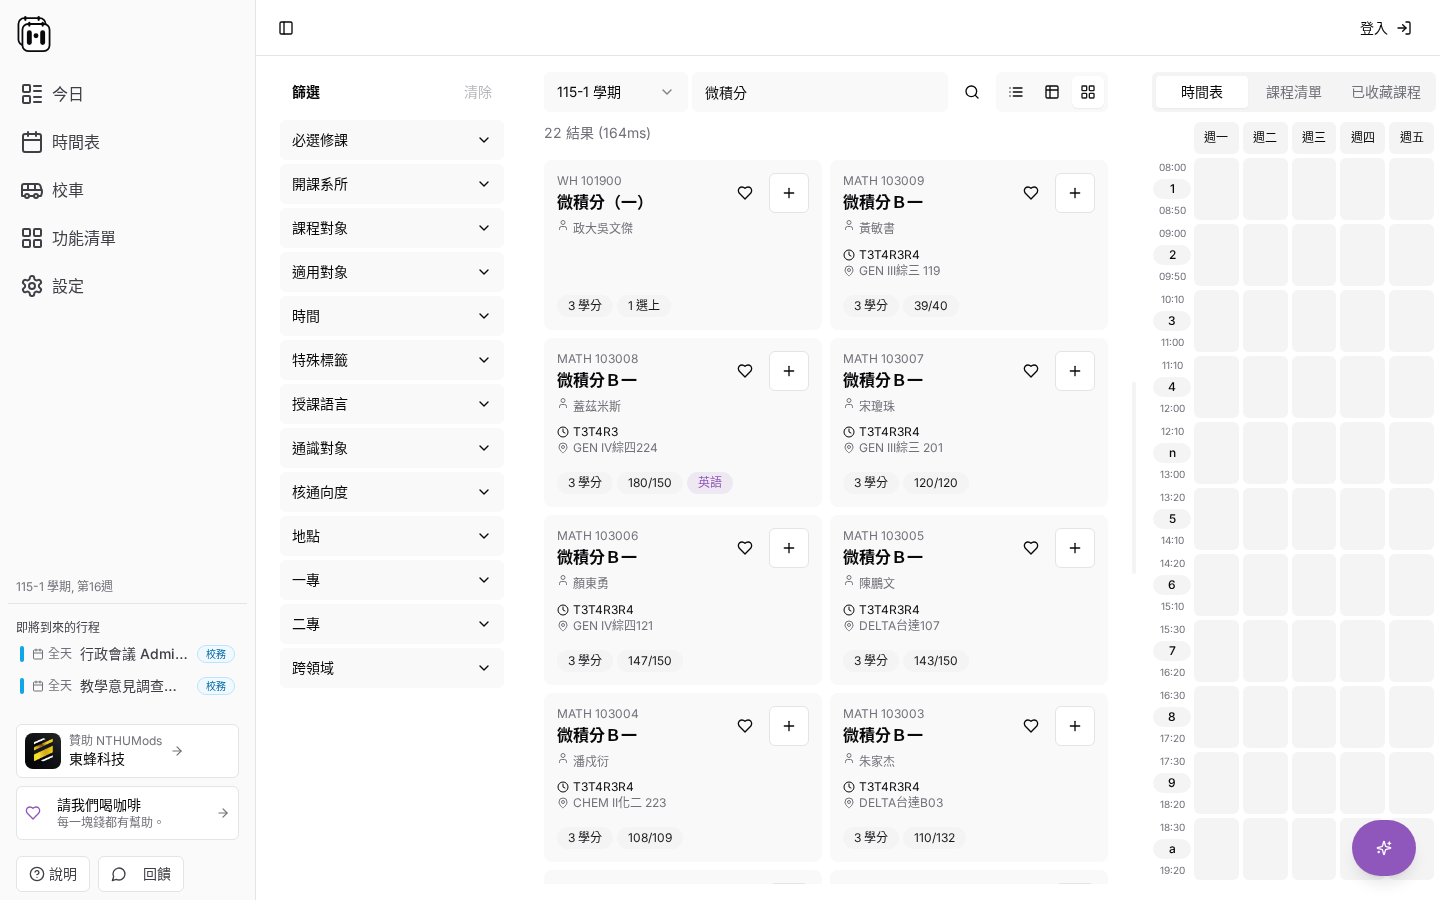 登入
今日
時間表
校車
功能清單
設定
115-1 學期, 第16週
即將到來的行程
全天 行政會議 Admi... 校務
全天 教學意見調查... 校務
贊助 NTHUMods
東蜂科技
請我們喝咖啡
每一塊錢都有幫助。
說明
回饋
篩選
清除
必選修課
開課系所
課程對象
適用對象
時間
特殊標籤
授課語言
通識對象
核通向度
地點
一專
二專
跨領域
115-1 學期
微積分
22 結果 (164ms)
WH 101900
微積分（一）
政大吳文傑
3 學分
1 選上
MATH 103009
微積分Ｂ一
黃敏書
T3T4R3R4
GEN III綜三 119
3 學分
39/40
MATH 103008
微積分Ｂ一
蓋茲米斯
T3T4R3
GEN IV綜四224
3 學分
180/150
英語
MATH 103007
微積分Ｂ一
宋瓊珠
T3T4R3R4
GEN III綜三 201
3 學分
120/120
MATH 103006
微積分Ｂ一
顏東勇
T3T4R3R4
GEN IV綜四121
3 學分
147/150
MATH 103005
微積分Ｂ一
陳鵬文
T3T4R3R4
DELTA台達107
3 學分
143/150
MATH 103004
微積分Ｂ一
潘戍衍
T3T4R3R4
CHEM II化二 223
3 學分
108/109
MATH 103003
微積分Ｂ一
朱家杰
T3T4R3R4
DELTA台達B03
3 學分
110/132
時間表
課程清單
已收藏課程
週一
週二
週三
週四
週五
08:00
1
08:50
09:00
2
09:50
10:10
3
11:00
11:10
4
12:00
12:10
n
13:00
13:20
5
14:10
14:20
6
15:10
15:30
7
16:20
16:30
8
17:20
17:30
9
18:20
18:30
a
19:20